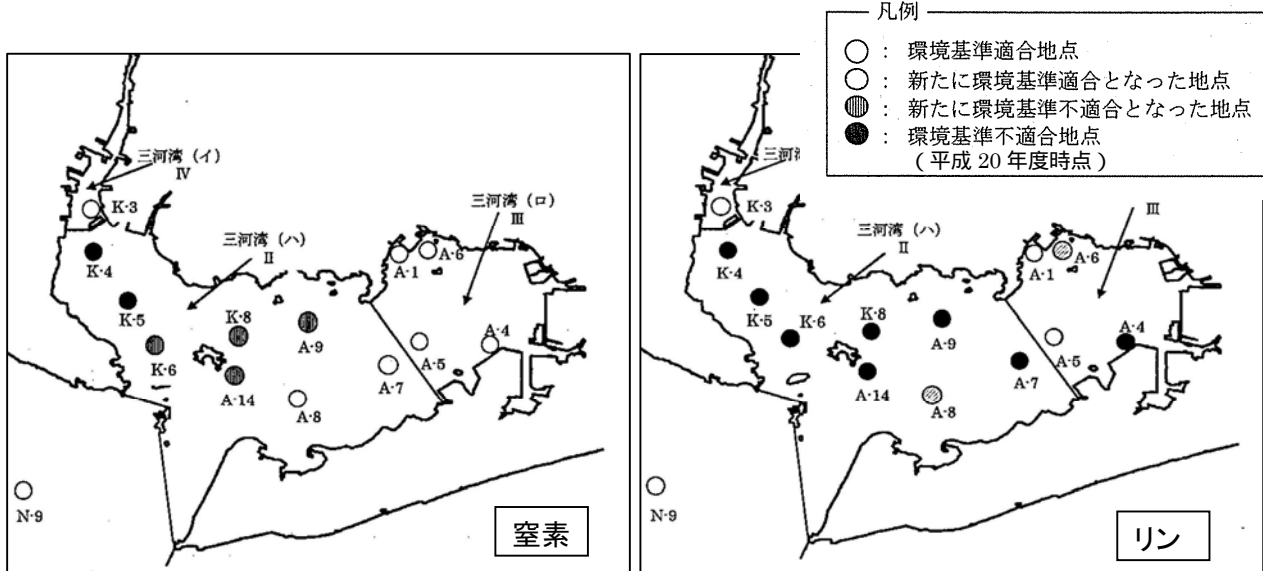 凡例
○ : 環境基準適合地点
○ : 新たに環境基準適合となった地点
: 新たに環境基準不適合となった地点
● : 環境基準不適合地点
(平成 20 年度時点)
三河湾 (イ)
IV
K-3
K-4
K-5
K-6
三河湾 (ハ)
II
K-8
A-14
A-9
A-8
A-7
三河湾 (ロ)
III
A-1
A-6
A-5
A-4
N-9
窒素
三河
K-3
K-4
K-5
K-6
三河湾 (ハ)
II
K-8
A-14
A-9
A-8
A-7
III
A-1
A-6
A-5
A-4
N-9
リン